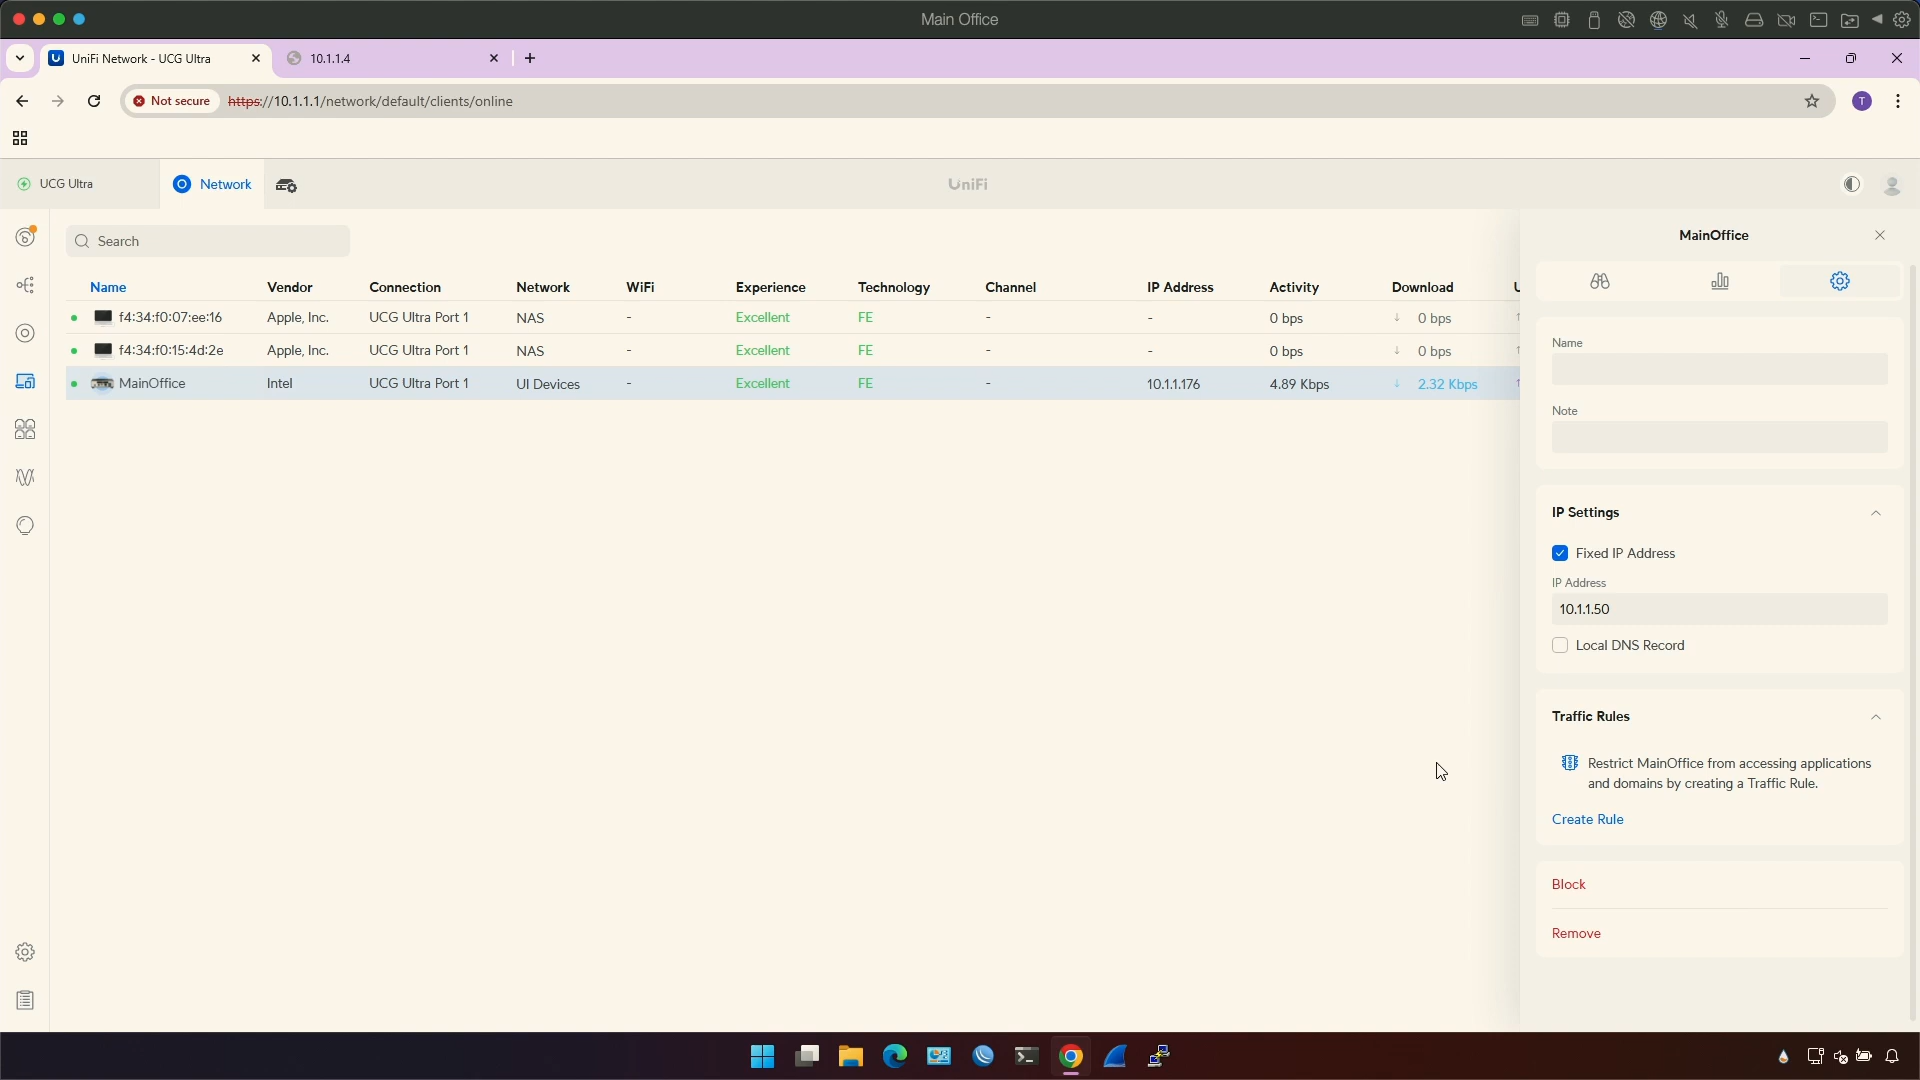 Main Office
UniFi Network - UCG Ultra
10.1.1.4
Not secure
https://10.1.1.1/network/default/clients/online
T
UCG Ultra
Network
UniFi
Search
Name Vendor Connection Network WiFi Experience Technology Channel IP Address Activity Download U
f4:34:f0:07:ee:16 Apple, Inc. UCG Ultra Port 1 NAS - Excellent FE - - 0 bps ↓ 0 bps ↑
f4:34:f0:15:4d:2e Apple, Inc. UCG Ultra Port 1 NAS - Excellent FE - - 0 bps ↓ 0 bps ↑
MainOffice Intel UCG Ultra Port 1 UI Devices - Excellent FE - 10.1.1.176 4.89 Kbps ↓ 2.32 Kbps ↑
MainOffice
Name
Note
IP Settings
Fixed IP Address
IP Address
10.1.1.50
Local DNS Record
Traffic Rules
Restrict MainOffice from accessing applications
and domains by creating a Traffic Rule.
Create Rule
Block
Remove